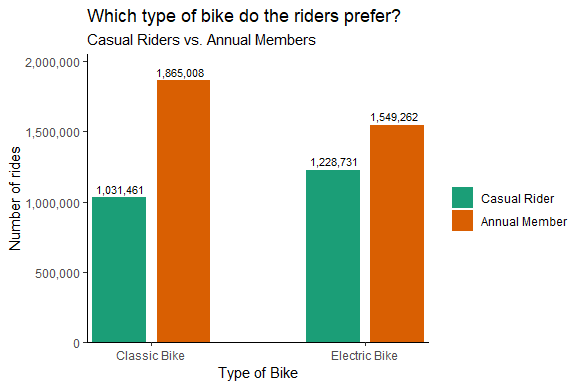 Which type of bike do the riders prefer?
Casual Riders vs. Annual Members
Number of rides
2,000,000
1,500,000
1,000,000
500,000
0
1,031,461
1,865,008
1,228,731
1,549,262
Classic Bike
Electric Bike
Type of Bike
Casual Rider
Annual Member